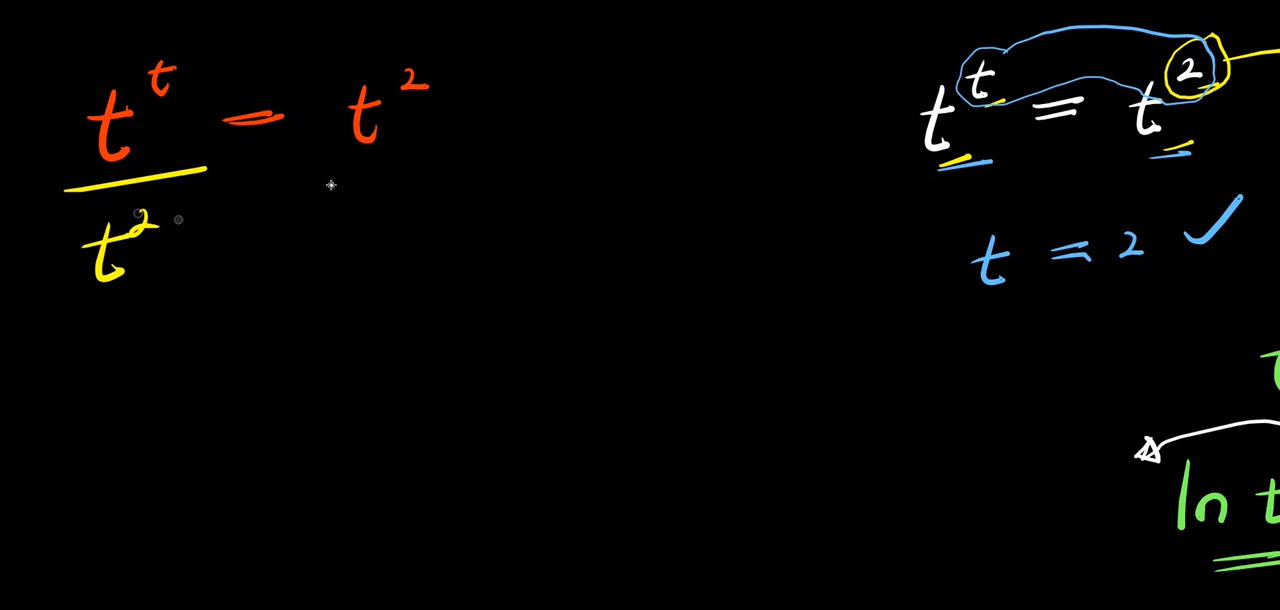 t^t = t^2
t^2
t^t = t^2
t = 2 ✓
ln t